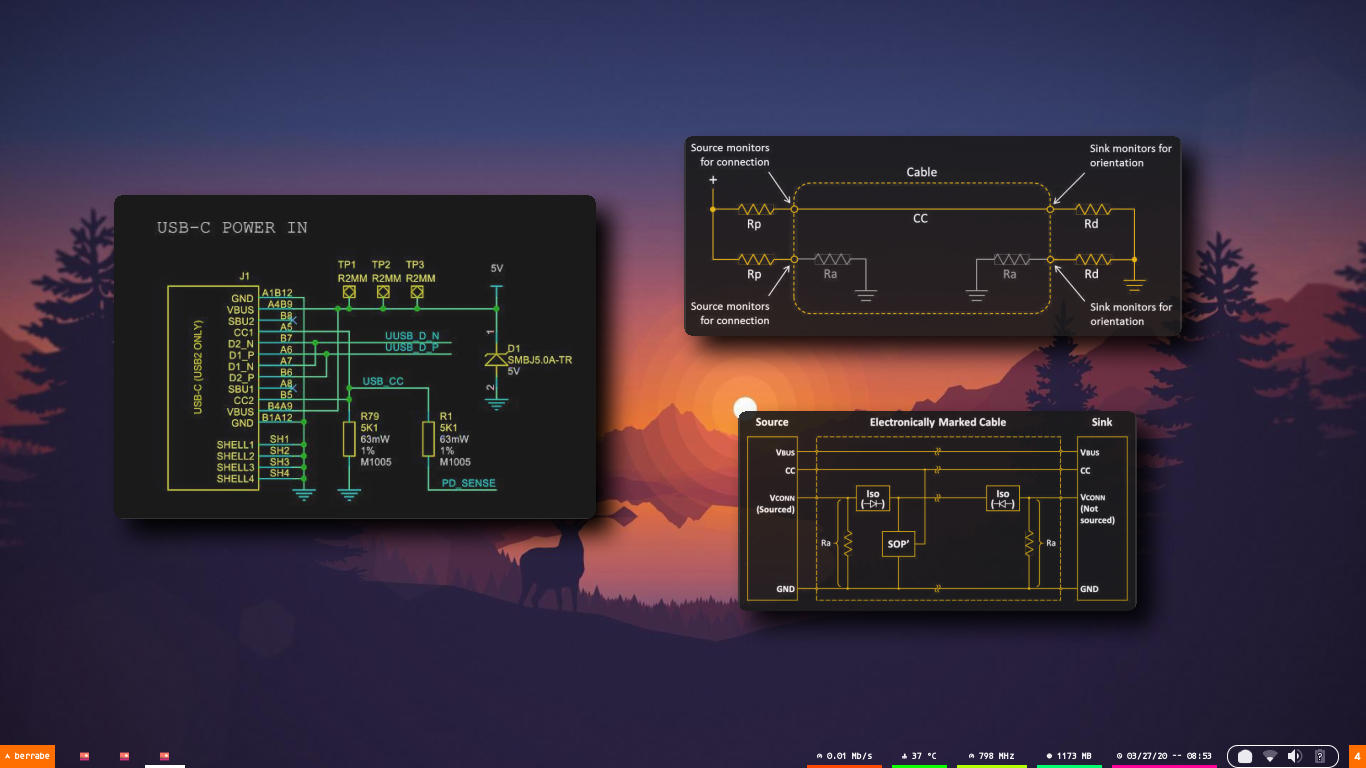 USB-C POWER IN
J1
USB-C (USB2 ONLY)
GND A1B12
VBUS A4B9
SBU2 B8
CC1 A5
D2_N B7
D1_P A6
D1_N A7
D2_P B6
SBU1 A8
CC2 B5
VBUS B4A9
GND B1A12
SHELL1 SH1
SHELL2 SH2
SHELL3 SH3
SHELL4 SH4
TP1 TP2 TP3
R2MM R2MM R2MM
5V
UUSB_D_N
UUSB_D_P
1
D1
SMBJ5.0A-TR
5V
2
USB_CC
R79
5K1
63mW
1%
M1005
R1
5K1
63mW
1%
M1005
PD_SENSE
Source monitors
for connection
+
Cable
Sink monitors for
orientation
CC
Rp
Rd
Rp
Ra
Ra
Rd
Source monitors
for connection
Sink monitors for
orientation
Source
Electronically Marked Cable
Sink
VBUS
VBUS
CC
CC
VCONN
(Sourced)
Iso
Iso
VCONN
(Not
sourced)
Ra
SOP'
Ra
GND
GND
berrabe
0.01 Mb/s
37 °C
798 MHz
1173 MB
03/27/20 -- 08:53
4